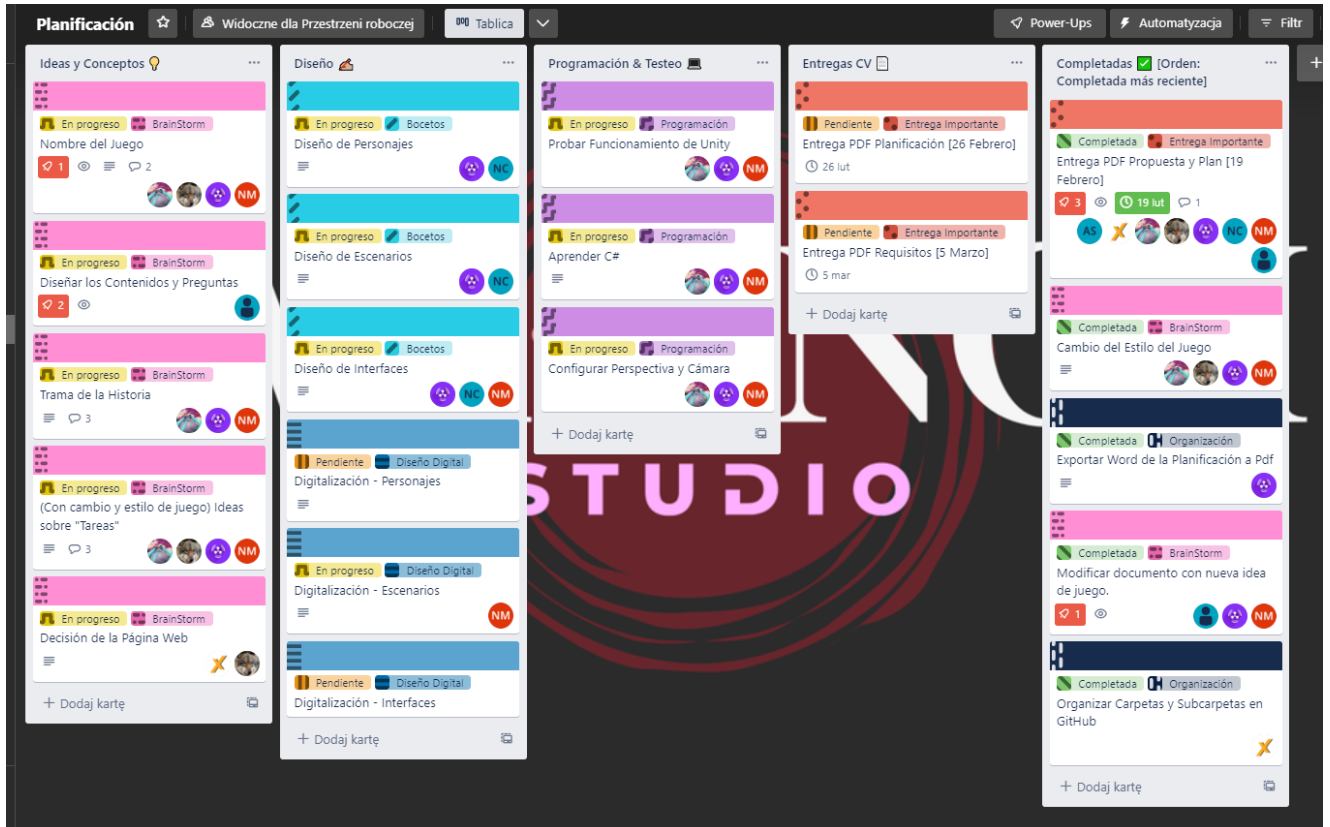 Planificación
Widoczne dla Przestrzeni roboczej
Tablica
Power-Ups
Automatyzacja
Filtr
Ideas y Conceptos
En progreso BrainStorm
Nombre del Juego
1 2
NM
En progreso BrainStorm
Diseñar los Contenidos y Preguntas
2
En progreso BrainStorm
Trama de la Historia
3
NM
En progreso BrainStorm
(Con cambio y estilo de juego) Ideas
sobre "Tareas"
3
NM
En progreso BrainStorm
Decisión de la Página Web
+ Dodaj kartę
Diseño
En progreso Bocetos
Diseño de Personajes
NC
En progreso Bocetos
Diseño de Escenarios
NC
En progreso Bocetos
Diseño de Interfaces
NC NM
Pendiente Diseño Digital
Digitalización - Personajes
En progreso Diseño Digital
Digitalización - Escenarios
NM
Pendiente Diseño Digital
Digitalización - Interfaces
+ Dodaj kartę
Programación & Testeo
En progreso Programación
Probar Funcionamiento de Unity
NM
En progreso Programación
Aprender C#
NM
En progreso Programación
Configurar Perspectiva y Cámara
NM
+ Dodaj kartę
Entregas CV
Pendiente Entrega Importante
Entrega PDF Planificación [26 Febrero]
26 lut
Pendiente Entrega Importante
Entrega PDF Requisitos [5 Marzo]
5 mar
+ Dodaj kartę
Completadas [Orden:
Completada más reciente]
Completada Entrega Importante
Entrega PDF Propuesta y Plan [19
Febrero]
3 19 lut 1
AS NC NM
Completada BrainStorm
Cambio del Estilo del Juego
NM
Completada Organización
Exportar Word de la Planificación a Pdf
Completada BrainStorm
Modificar documento con nueva idea
de juego.
1
NM
Completada Organización
Organizar Carpetas y Subcarpetas en
GitHub
+ Dodaj kartę
STUDIO